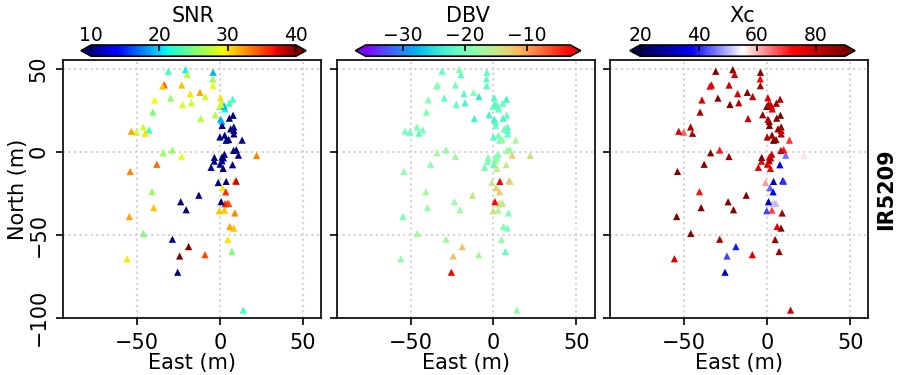 SNR DBV Xc
10 20 30 40 −30 −20 −10 20 40 60 80
50
0
−50
−100
North (m)
−50 0 50 −50 0 50 −50 0 50
East (m) East (m) East (m)
IR5209